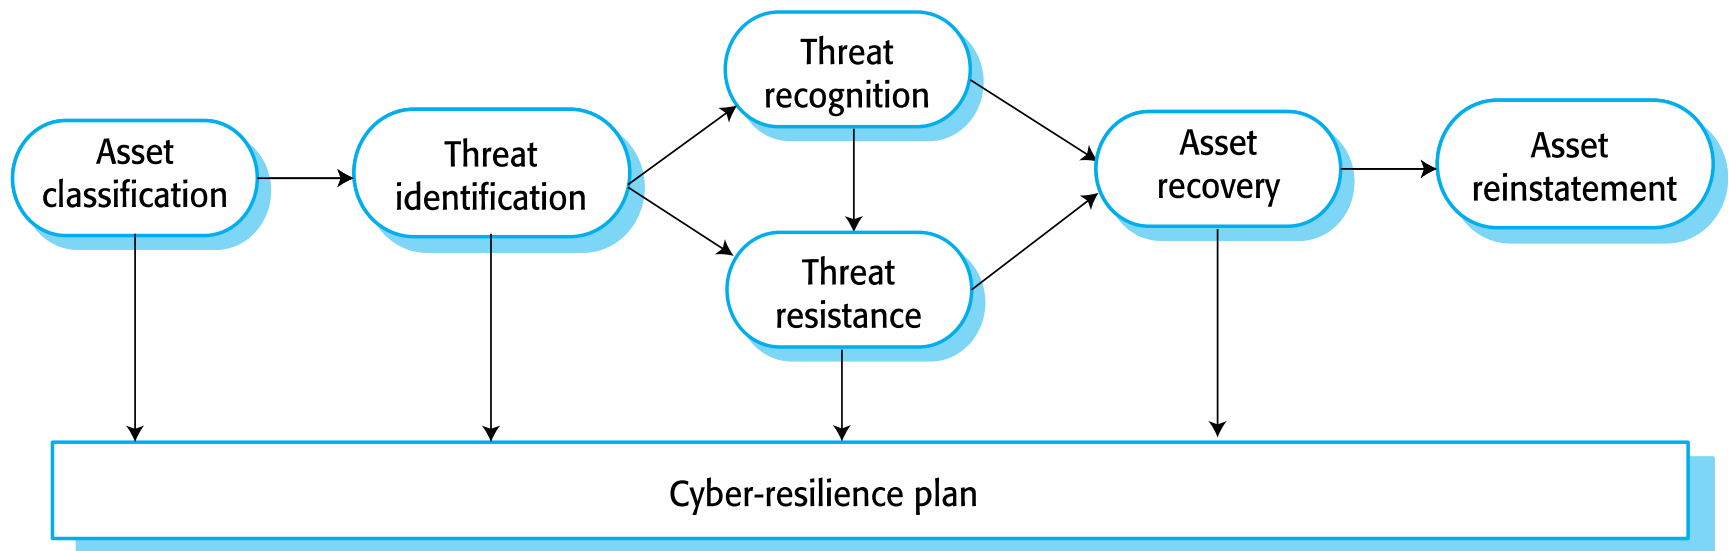 Asset
classification
Threat
identification
Threat
recognition
Threat
resistance
Asset
recovery
Asset
reinstatement
Cyber-resilience plan